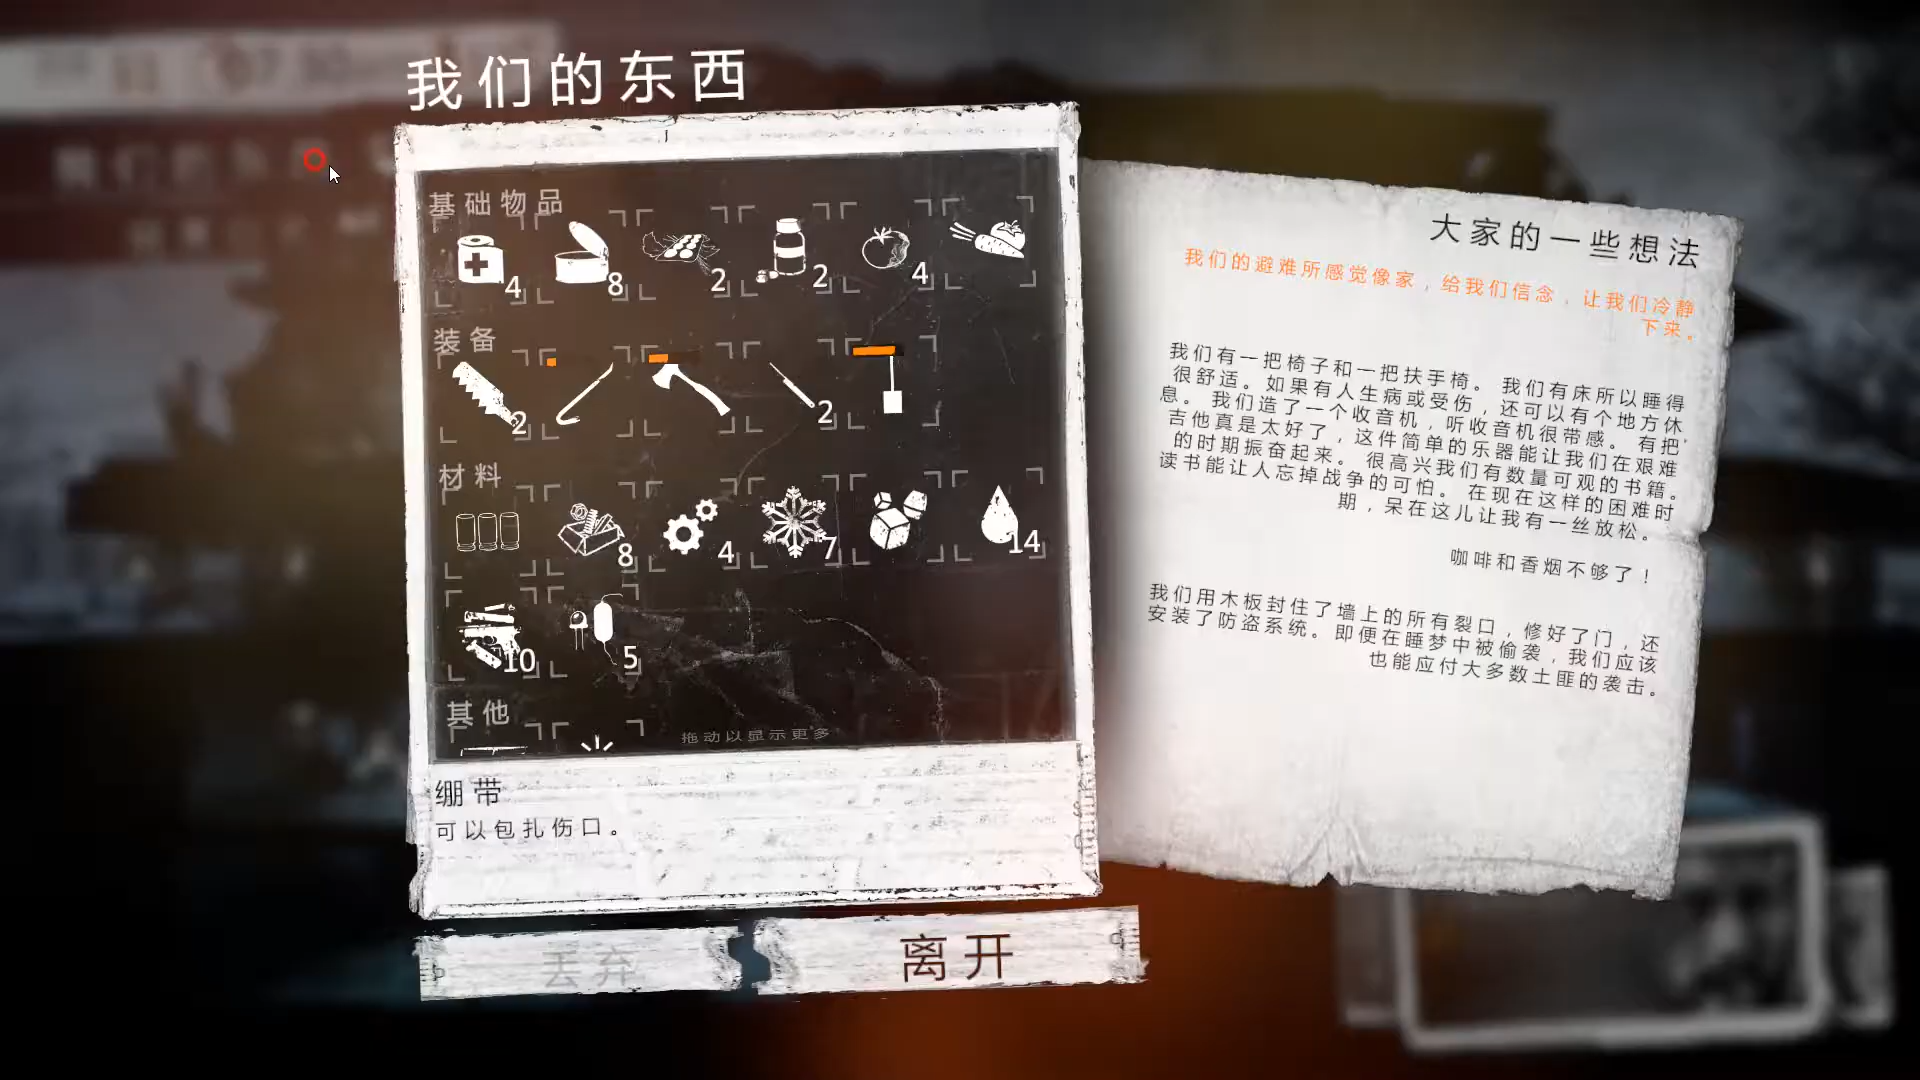 我们的东西
基础物品
4
8
2
2
4
装备
2
2
材料
8
4
7
14
10
5
其他
拖动以显示更多
绷带
可以包扎伤口。
丢弃
离开
大家的一些想法
我们的避难所感觉像家，给我们信念，让我们冷静
下来。
我们有一把椅子和一把扶手椅。 我们有床所以睡得
很舒适。如果有人生病或受伤，还可以有个地方休
息。 我们造了一个收音机，听收音机很带感。 有把
吉他真是太好了，这件简单的乐器能让我们在艰难
的时期振奋起来。 很高兴我们有数量可观的书籍。
读书能让人忘掉战争的可怕。 在现在这样的困难时
期，呆在这儿让我有一丝放松。
咖啡和香烟不够了！
我们用木板封住了墙上的所有裂口，修好了门，还
安装了防盗系统。即便在睡梦中被偷袭，我们应该
也能应付大多数土匪的袭击。